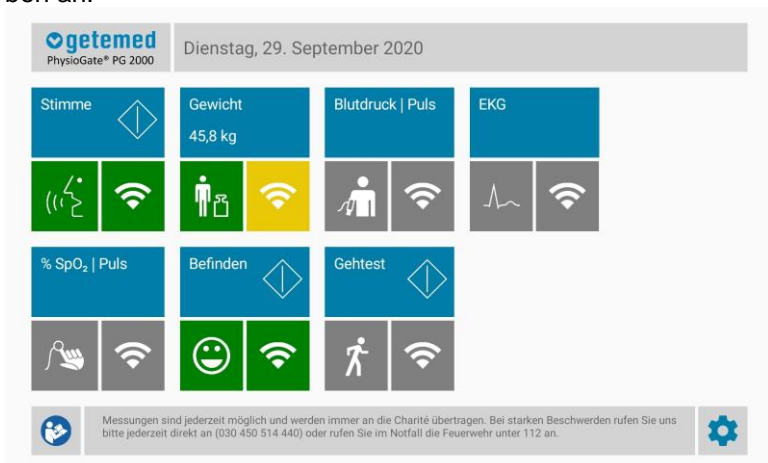 getemed
PhysioGate® PG 2000
Dienstag, 29. September 2020
Stimme
Gewicht
45,8 kg
Blutdruck | Puls
EKG
% SpO₂ | Puls
Befinden
Gehtest
Messungen sind jederzeit möglich und werden immer an die Charité übertragen. Bei starken Beschwerden rufen Sie uns
bitte jederzeit direkt an (030 450 514 440) oder rufen Sie im Notfall die Feuerwehr unter 112 an.